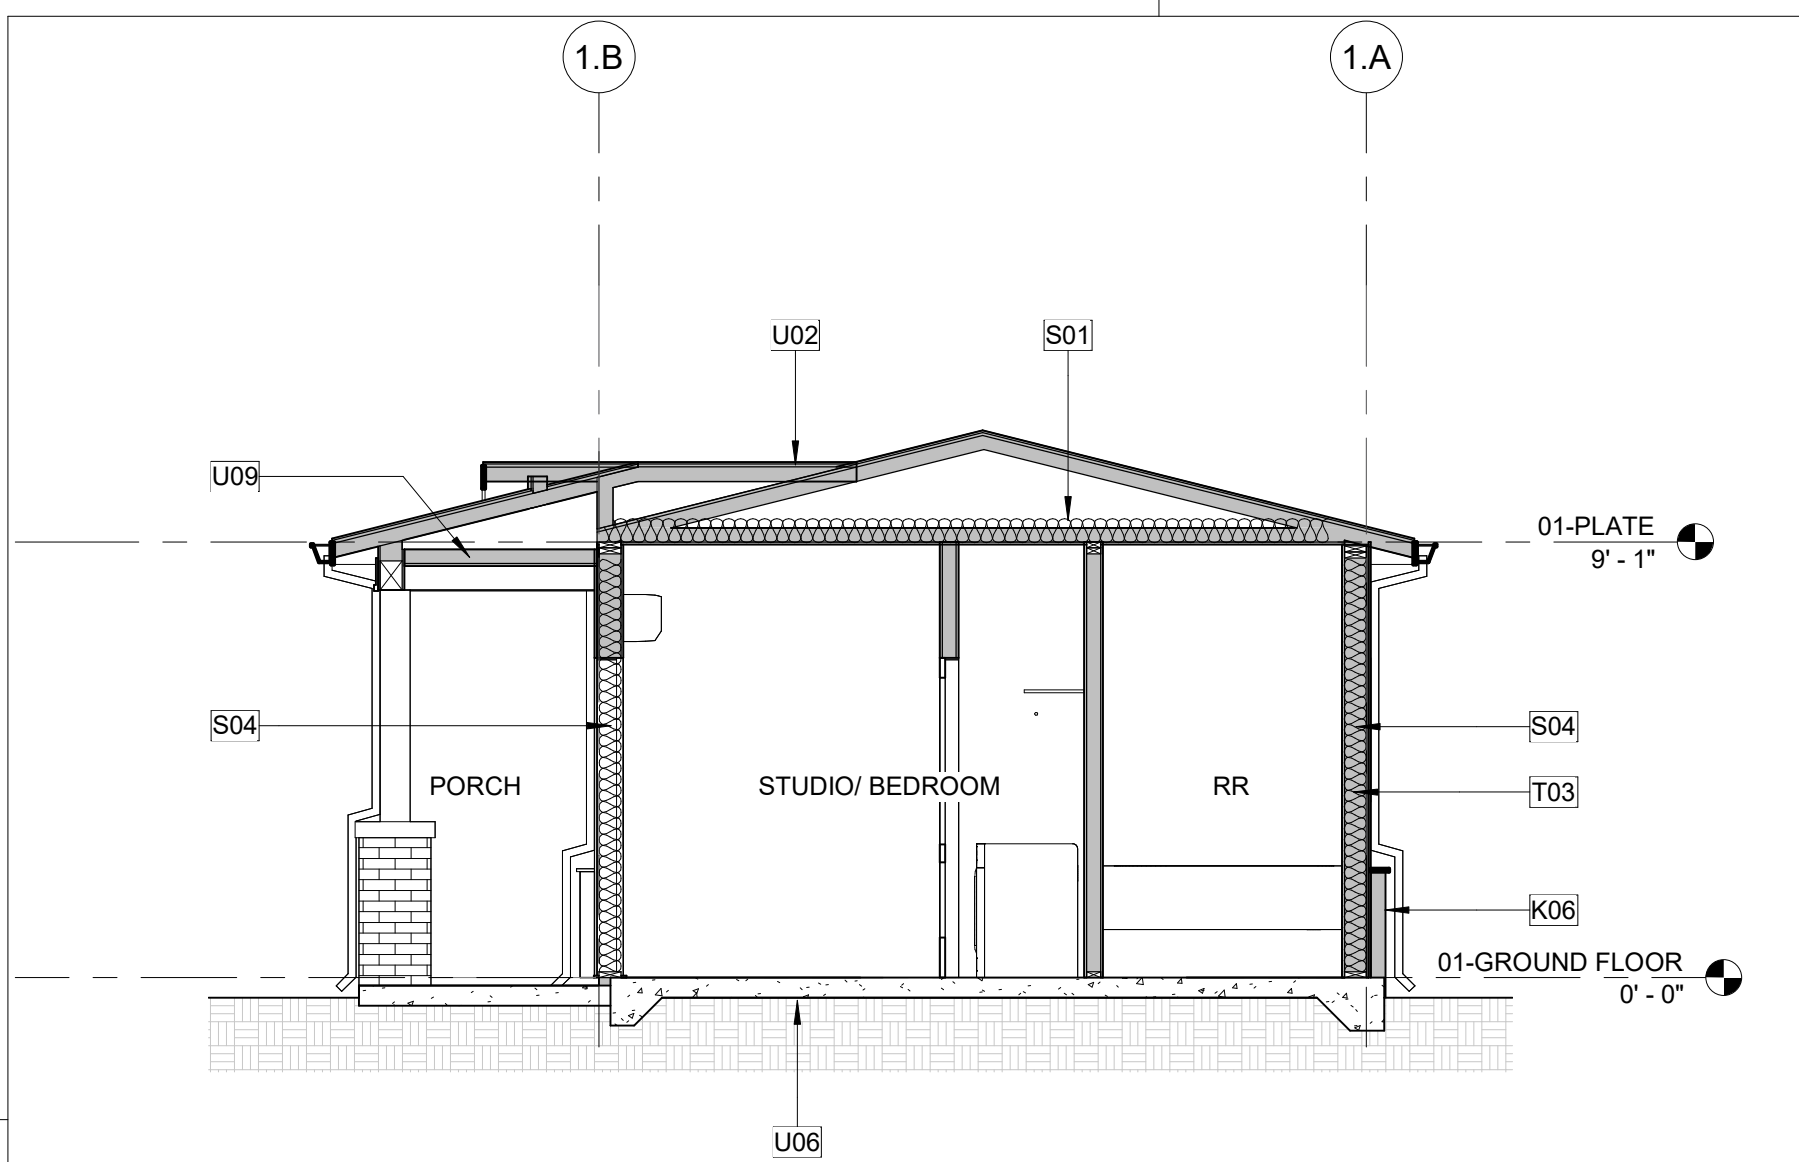 1.B
1.A
U02
S01
U09
01-PLATE
9' - 1"
S04
S04
PORCH
STUDIO/ BEDROOM
RR
T03
K06
01-GROUND FLOOR
0' - 0"
U06